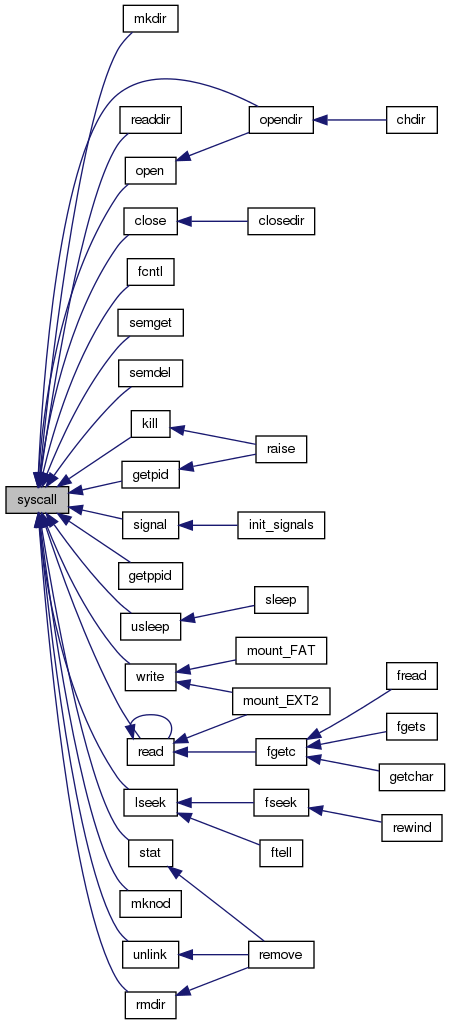 mkdir
readdir
opendir
chdir
open
close
closedir
fcntl
semget
semdel
kill
raise
getpid
syscall
signal
init_signals
getppid
usleep
sleep
write
mount_FAT
mount_EXT2
fread
read
fgetc
fgets
getchar
lseek
fseek
rewind
ftell
stat
mknod
unlink
remove
rmdir